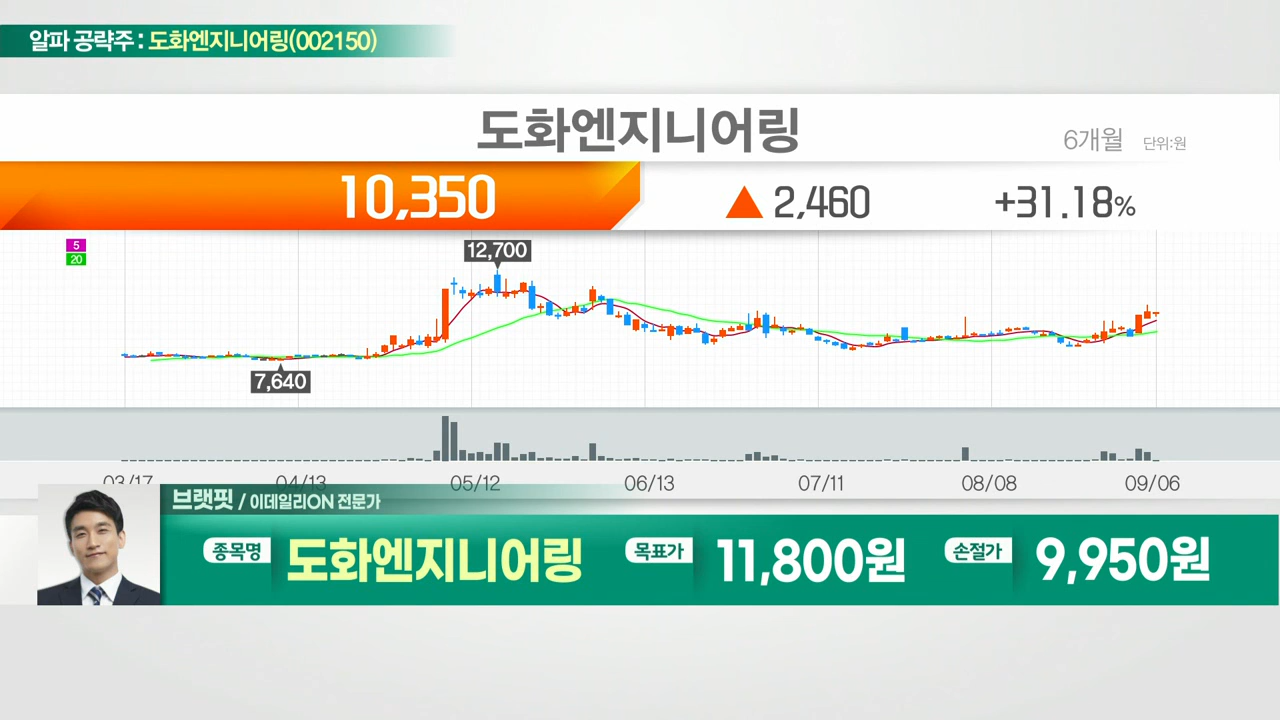 알파 공략주 : 도화엔지니어링(002150)
도화엔지니어링
6개월 단위:원
10,350 ▲ 2,460 +31.18%
5
20
12,700
7,640
03/17 04/13 05/12 06/13 07/11 08/08 09/06
브랫핏 / 이데일리ON 전문가
종목명 도화엔지니어링 목표가 11,800원 손절가 9,950원